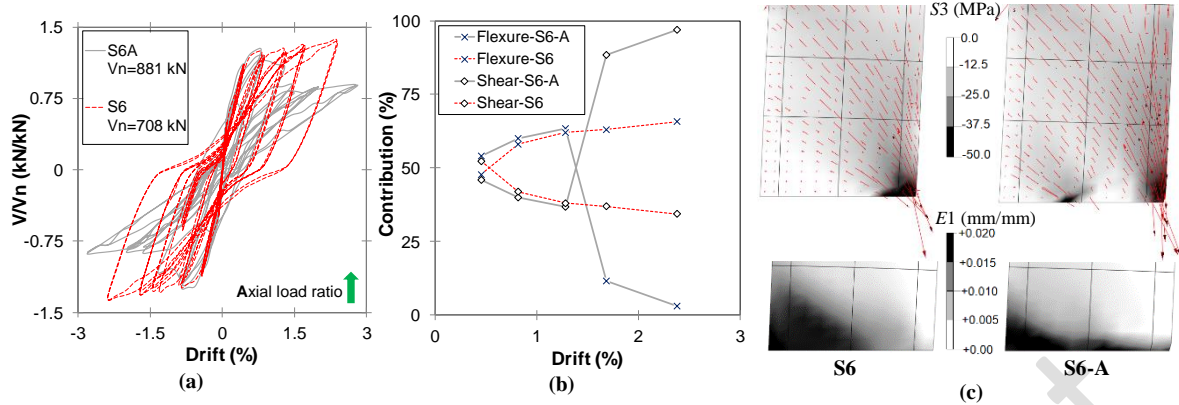 1.5
0.75
0
-0.75
-1.5
V/Vn (kN/kN)
S6A
Vn=881 kN
S6
Vn=708 kN
Axial load ratio
-3
-1.5
0
1.5
3
Drift (%)
(a)
100
75
50
25
0
Contribution (%)
Flexure-S6-A
Flexure-S6
Shear-S6-A
Shear-S6
0
1
2
3
Drift (%)
(b)
S3 (MPa)
0.0
-12.5
-25.0
-37.5
-50.0
E1 (mm/mm)
+0.020
+0.015
+0.010
+0.005
+0.00
S6
S6-A
(c)